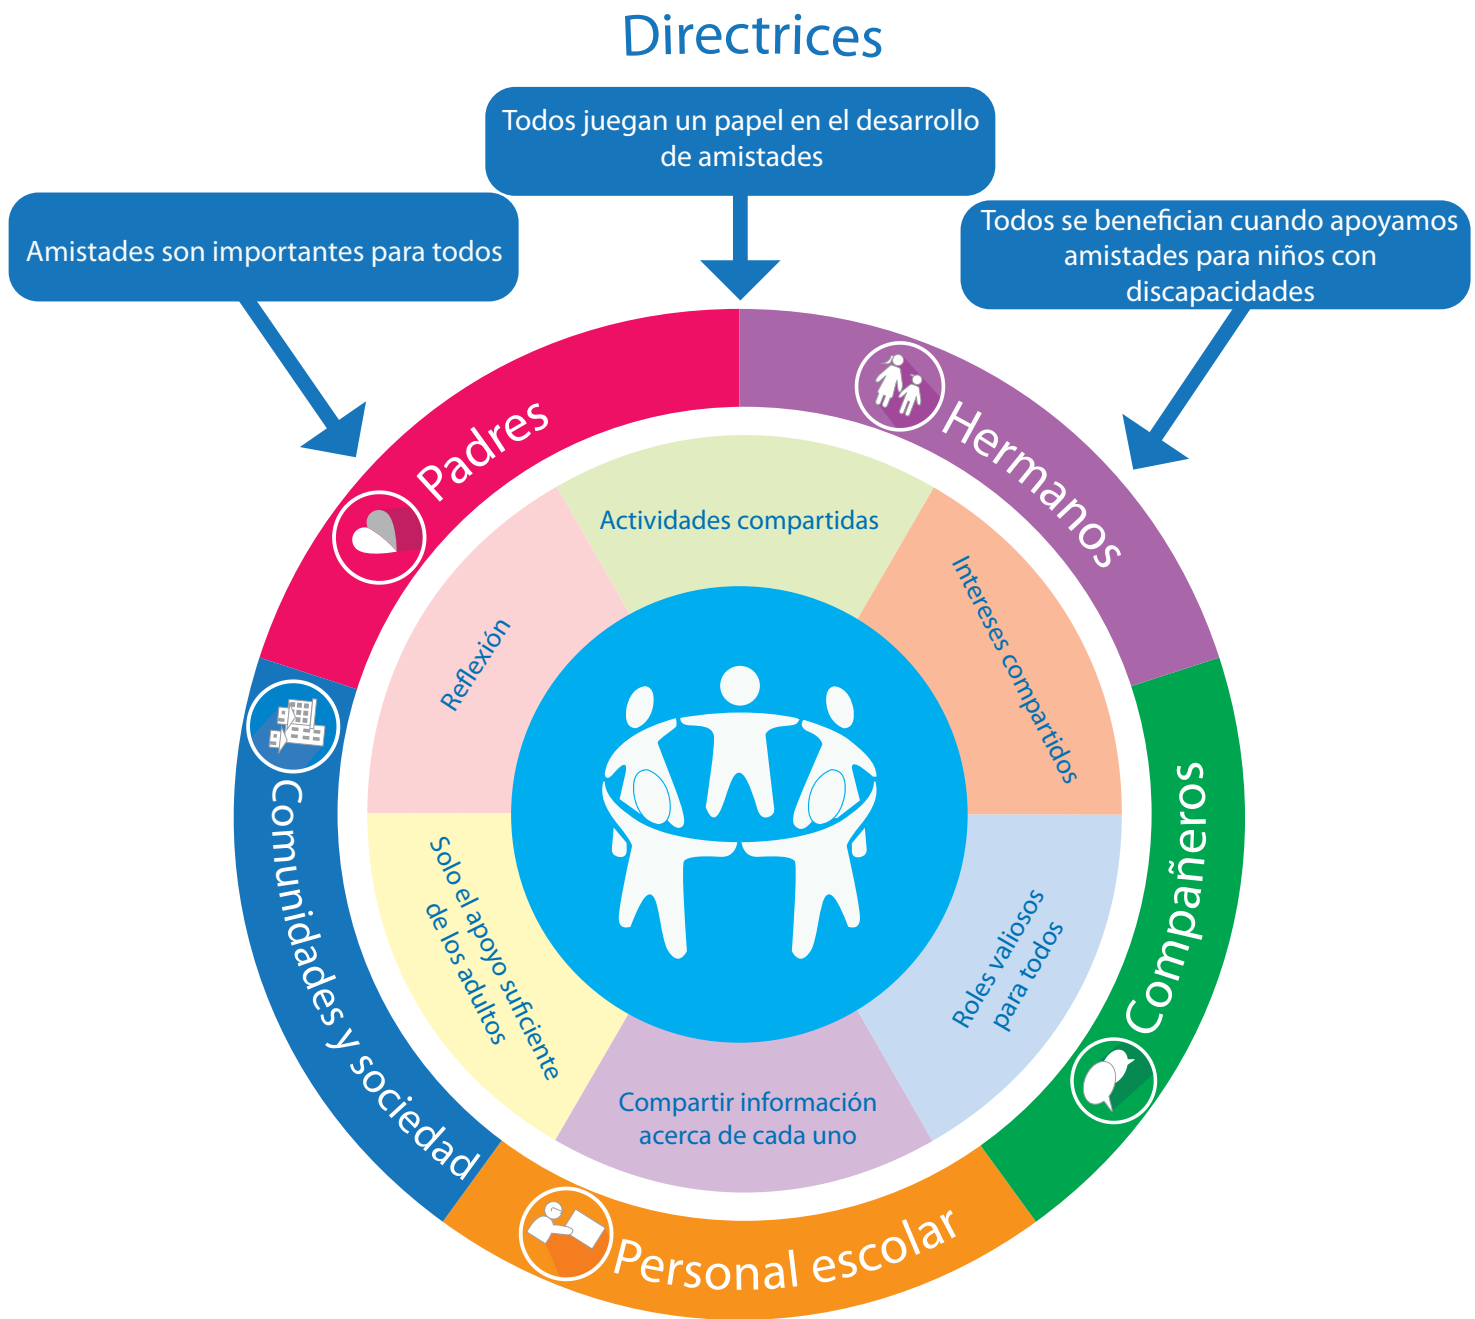 Directrices
Todos juegan un papel en el desarrollo
de amistades
Amistades son importantes para todos
Todos se benefician cuando apoyamos
amistades para niños con
discapacidades
Padres
Hermanos
Compañeros
Personal escolar
Comunidades y sociedad
Actividades compartidas
Intereses compartidos
Roles valiosos
para todos
Compartir información
acerca de cada uno
Solo el apoyo suficiente
de los adultos
Reflexión